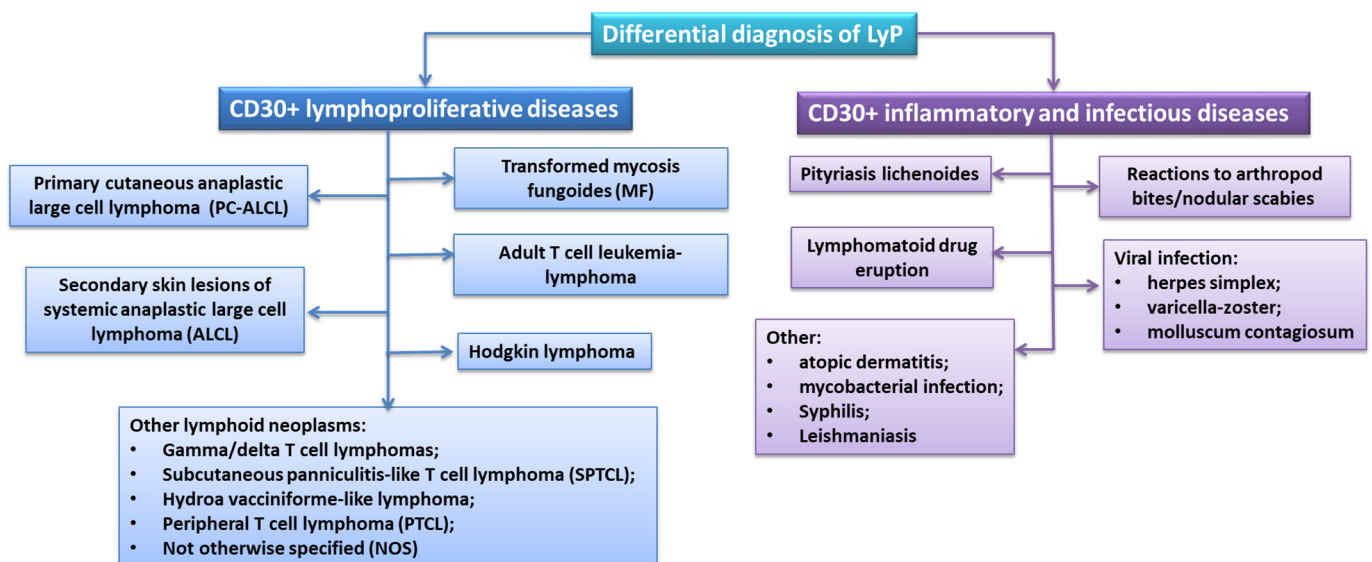 Differential diagnosis of LyP
CD30+ lymphoproliferative diseases
Primary cutaneous anaplastic
large cell lymphoma  (PC-ALCL)
Transformed mycosis
fungoides (MF)
Adult T cell leukemia-
lymphoma
Secondary skin lesions of
systemic anaplastic large cell
lymphoma (ALCL)
Hodgkin lymphoma
Other lymphoid neoplasms:
• Gamma/delta T cell lymphomas;
• Subcutaneous panniculitis-like T cell lymphoma (SPTCL);
• Hydroa vacciniforme-like lymphoma;
• Peripheral T cell lymphoma (PTCL);
• Not otherwise specified (NOS)
CD30+ inflammatory and infectious diseases
Pityriasis lichenoides
Reactions to arthropod
bites/nodular scabies
Lymphomatoid drug
eruption
Viral infection:
• herpes simplex;
• varicella-zoster;
• molluscum contagiosum
Other:
• atopic dermatitis;
• mycobacterial infection;
• Syphilis;
• Leishmaniasis